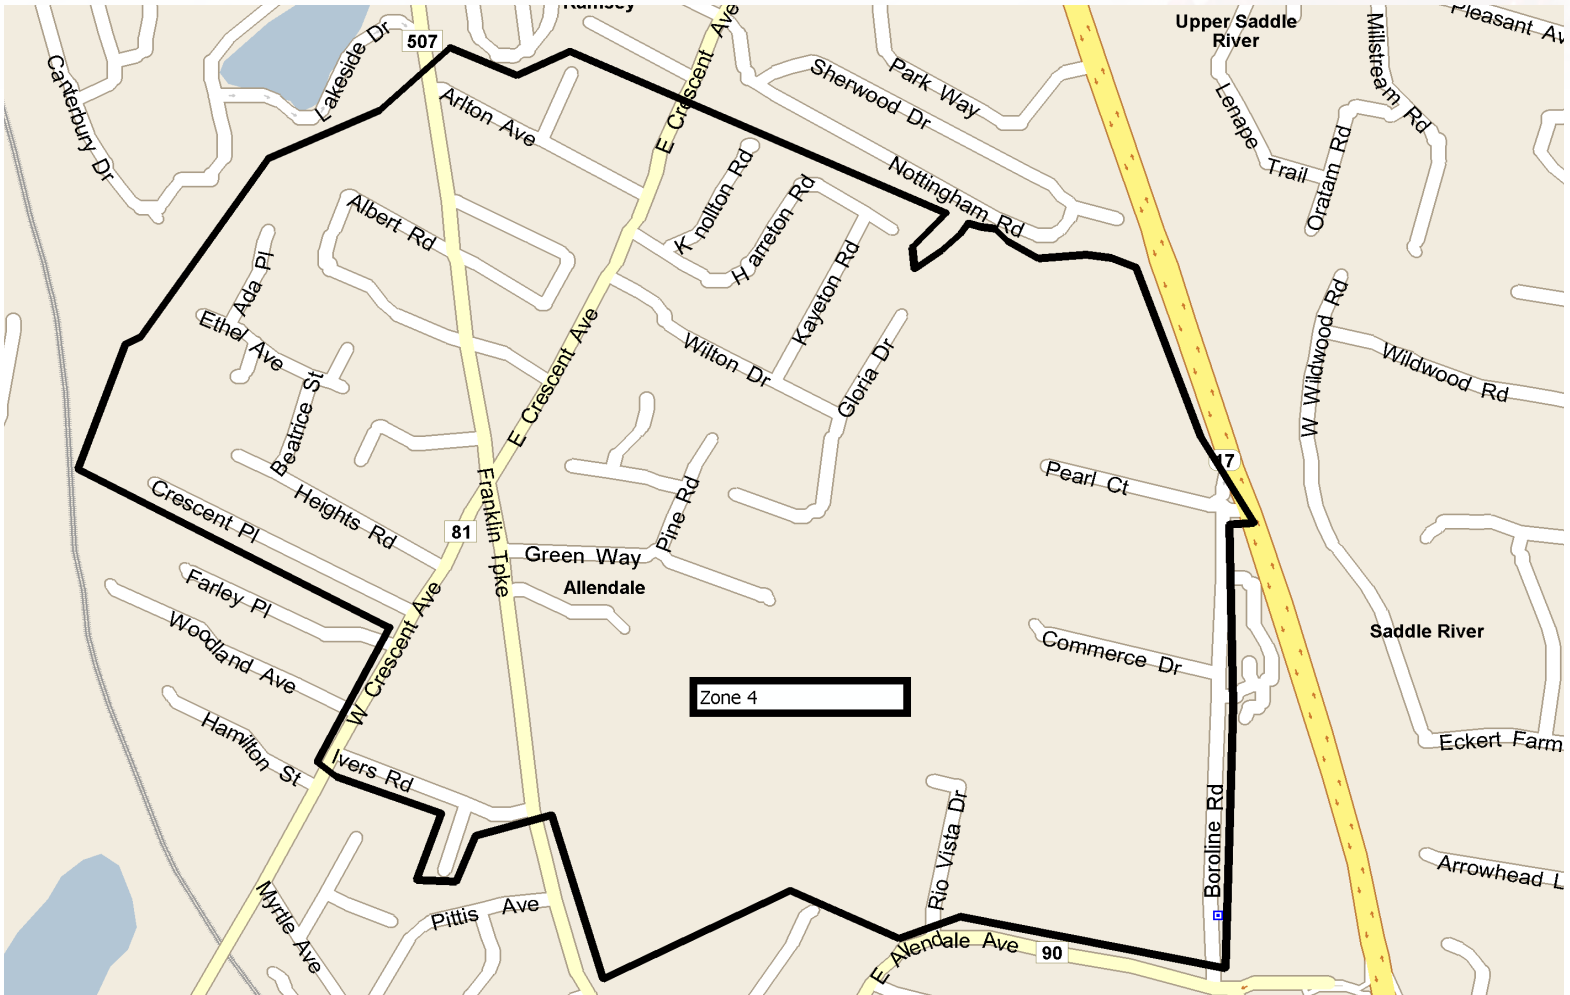 Ramsey
Upper Saddle
River
Pleasant Av
507
Lakeside Dr
E Crescent Ave
Millstream Rd
Canterbury Dr
Arlton Ave
Sherwood Dr
Park Way
Lenape Trail
Oratam Rd
Nottingham Rd
Knollton Rd
Harreton Rd
Albert Rd
Ada Pl
Kayeton Rd
Ethel Ave
Wilton Dr
Gloria Dr
W Wildwood Rd
Wildwood Rd
E Crescent Ave
Beatrice St
17
Pearl Ct
Crescent Pl
Heights Rd
Franklin Tpke
Pine Rd
81
Green Way
Allendale
Farley Pl
Woodland Ave
W Crescent Ave
Saddle River
Commerce Dr
Zone 4
Hamilton St
Ivers Rd
Eckert Farm
Rio Vista Dr
Boroline Rd
Arrowhead L
Myrtle Ave
Pittis Ave
E Allendale Ave
90